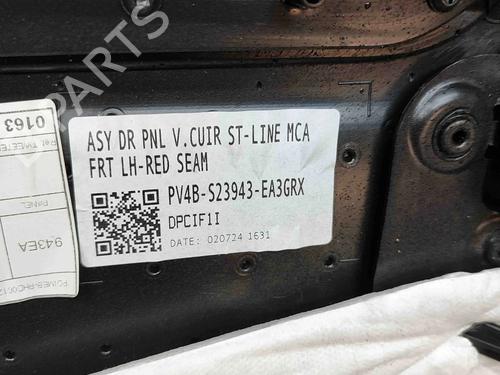 ASY DR PNL V.CUIR ST-LINE MCA
FRT LH-RED SEAM
PV4B-S23943-EA3GRX
DPCIF1I
DATE: 020724 1631
0163
PANEL
943EA